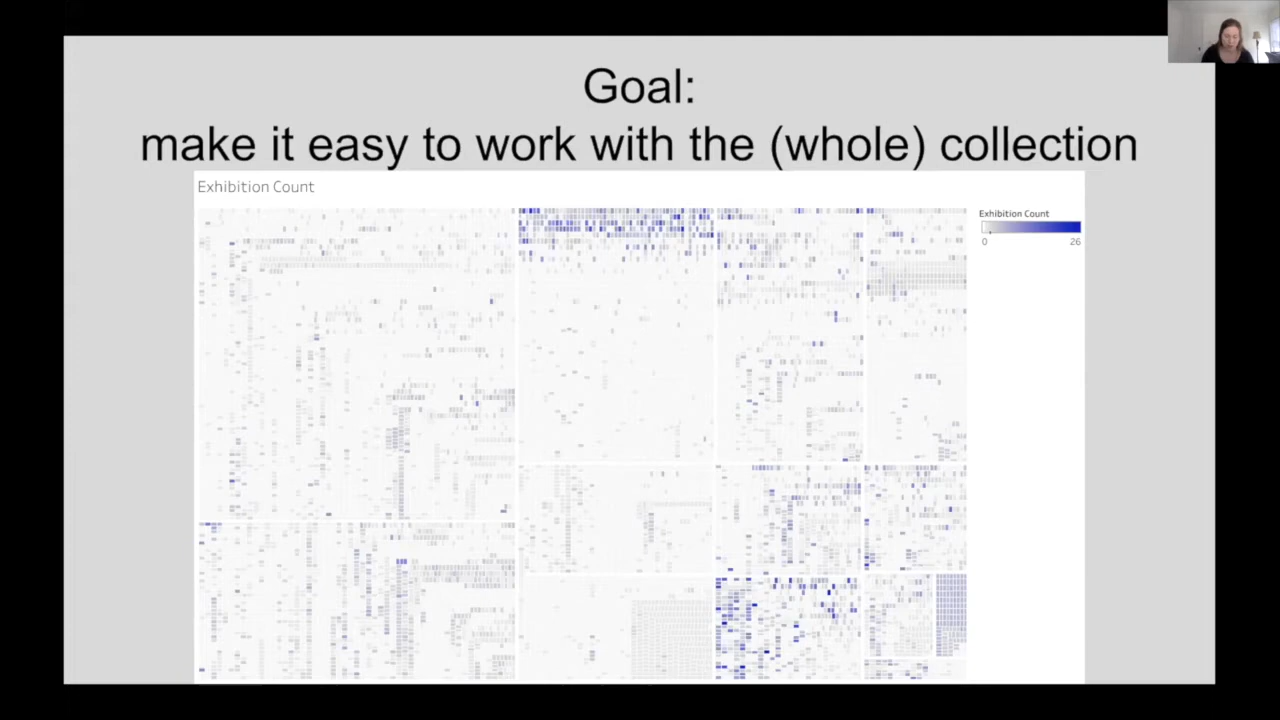 Goal:
make it easy to work with the (whole) collection
Exhibition Count
Exhibition Count
0 26